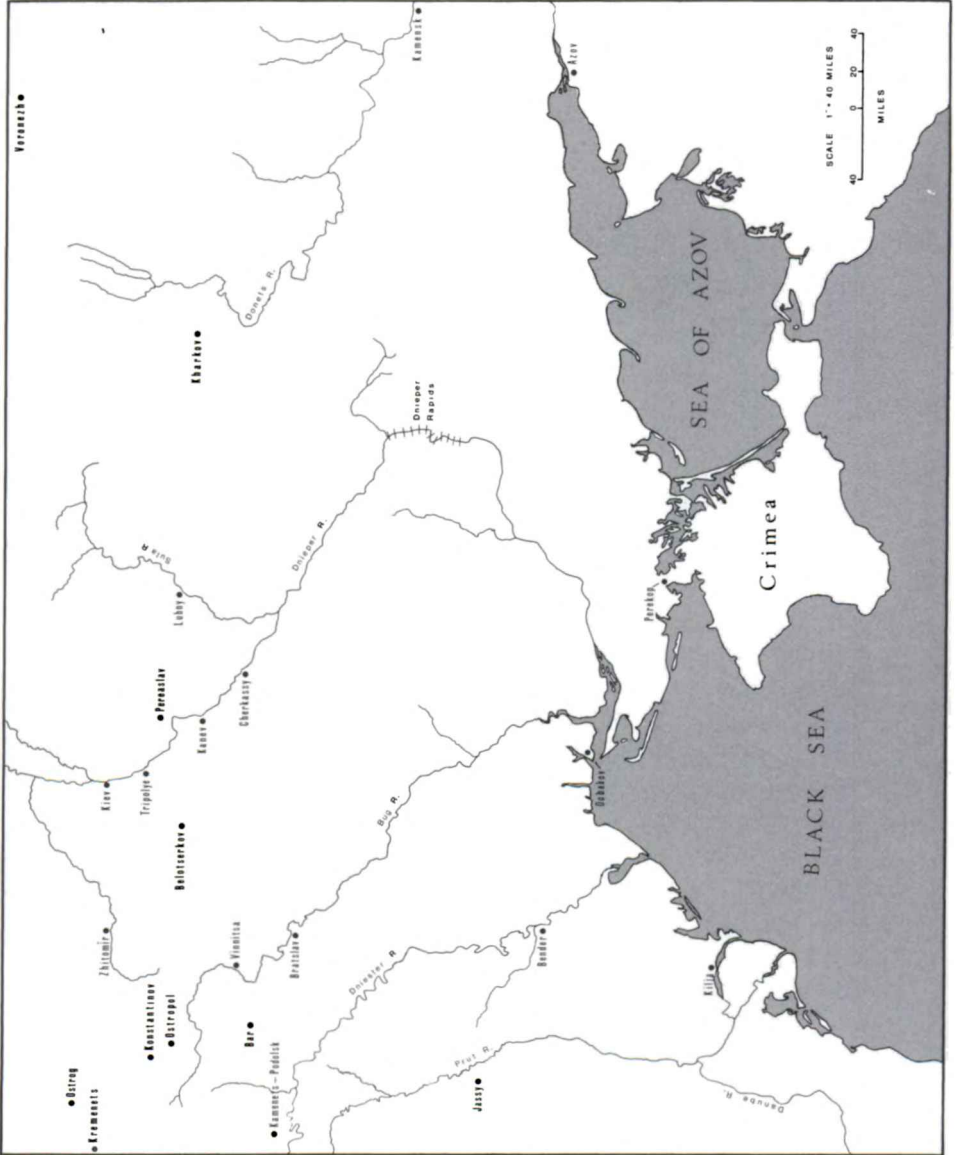 Voronezh
Ostrog
Kremenets
Zhitomir
Kiev
Tripolye
Konstantinov
Ostropol
Belotserkov
Pereaslav
Sula R.
Lubny
Kharkov
Kanev
Cherkassy
Vinnitsa
Bar
Donets R.
Kamenets-Podolsk
Bratslav
Dnieper R.
Dniester R.
Bug R.
Dnieper
Rapids
Kamensk
Prut R.
Jassy
Bender
Azov
Ochakov
Perekop
Kilia
SEA OF AZOV
Danube R.
Crimea
BLACK SEA
SCALE 1" = 40 MILES
40 0 20 40
MILES